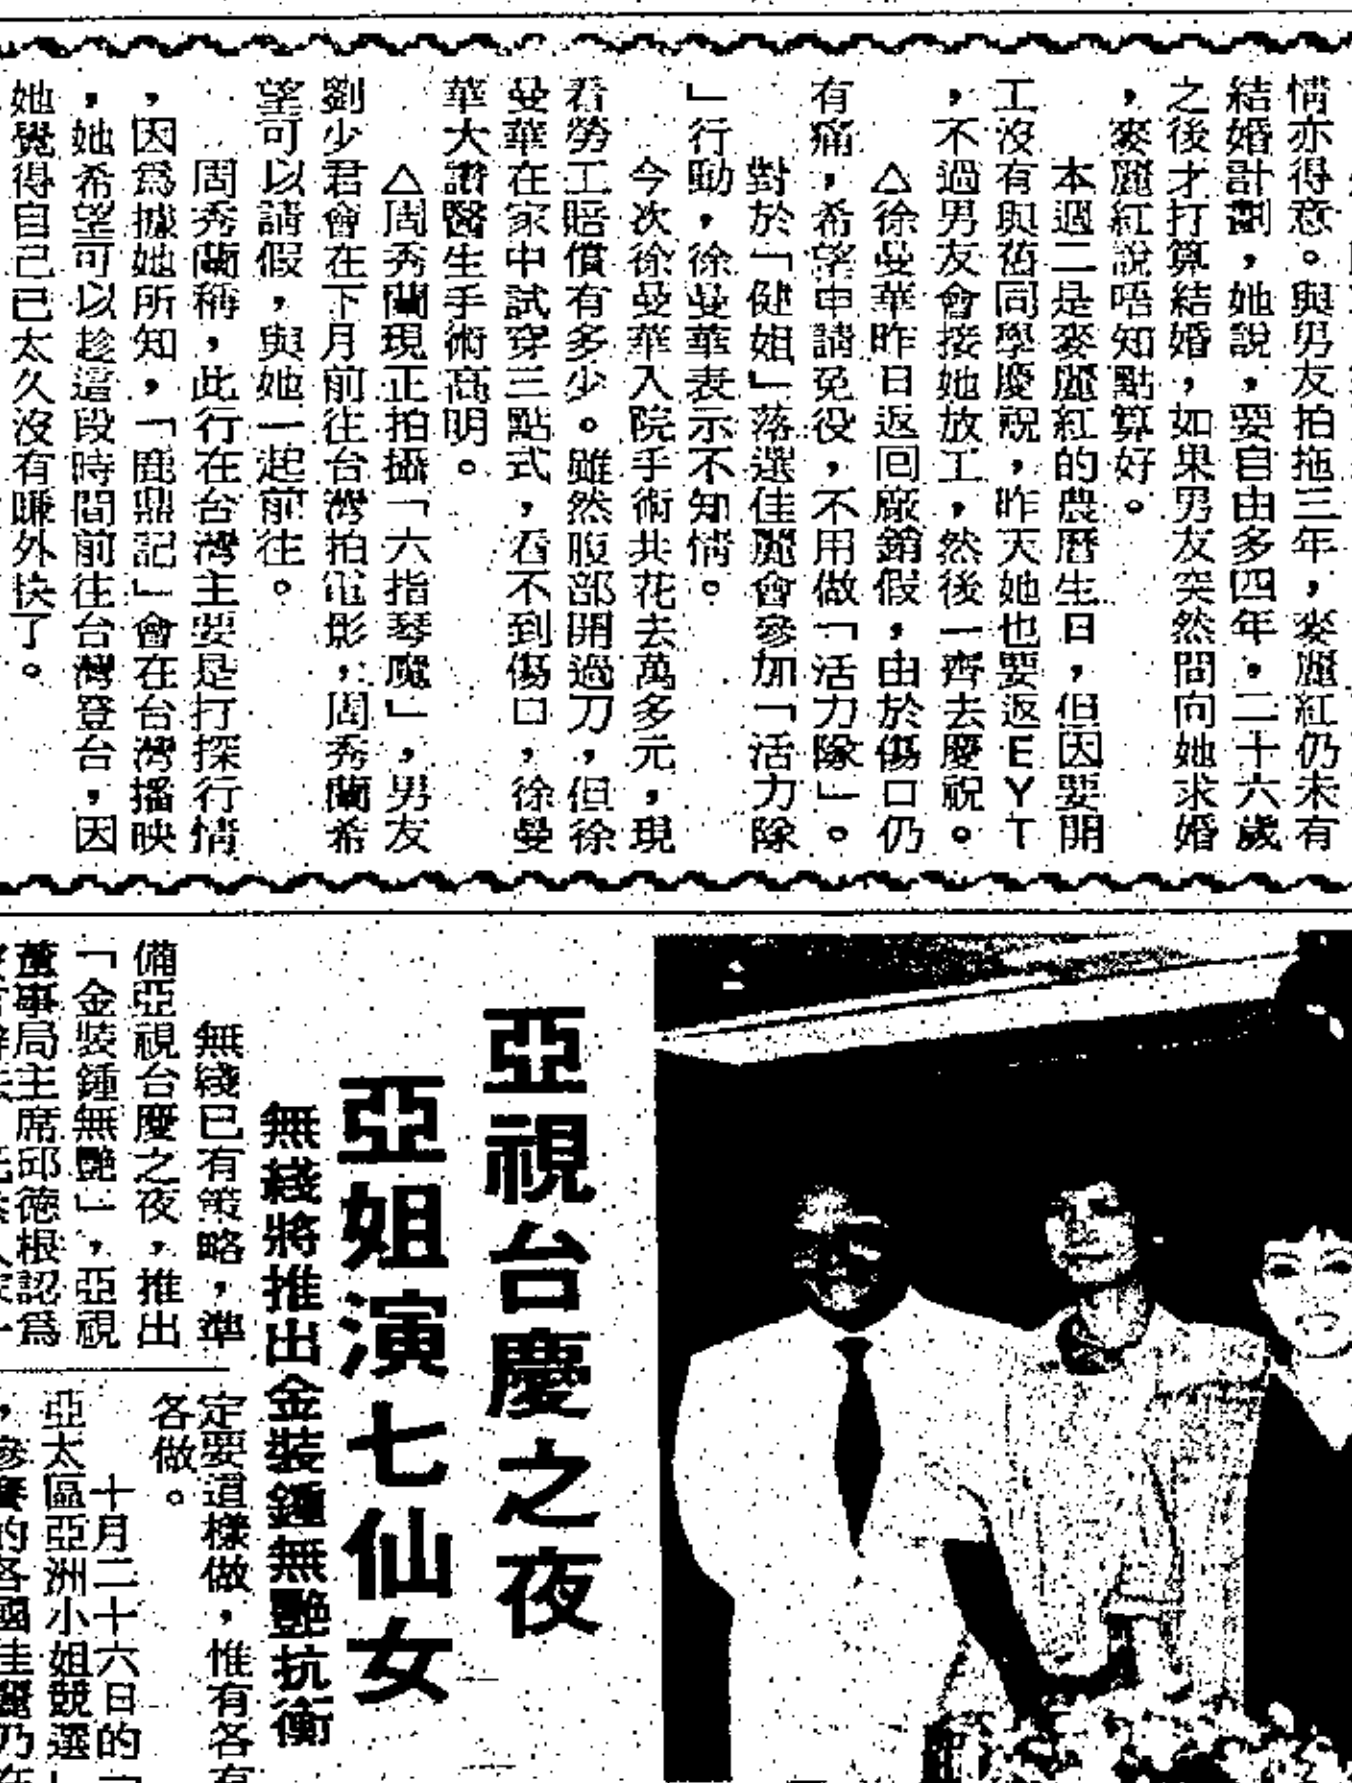 情亦得意。與男友拍拖三年，麥麗紅仍未有
結婚計劃，她說，要自由多四年，二十六歲
之後才打算結婚，如果男友突然問向她求婚
，麥麗紅說唔知點算好。
本週二是麥麗紅的農曆生日，但因要開
工沒有與舊同學慶祝，昨天她也要返EYT
，不過男友會接她放工，然後一齊去慶祝。
△徐曼華昨日返回廠銷假，由於傷口仍
有痛，希望申請免役，不用做「活力隊」。
對於「健姐」落選佳麗會參加「活力隊
」行動，徐曼華表示不知情。
今次徐曼華入院手術共花去萬多元，現
看勞工賠償有多少。雖然腹部開過刀，但徐
曼華在家中試穿三點式，看不到傷口，徐曼
華大讚醫生手術高明。
△周秀蘭現正拍攝「六指琴魔」，男友
劉少君會在下月前往台灣拍電影，周秀蘭希
望可以請假，與她一起前往。
周秀蘭稱，此行在台灣主要是打探行情
，因為據她所知，「鹿鼎記」會在台灣播映
，她希望可以趁這段時間前往台灣登台，因
她覺得自己已太久沒有賺外快了。
亞視台慶之夜
亞姐演七仙女
無綫將推出金裝鍾無艷抗衡
無綫已有策略，準
備亞視台慶之夜，推出
「金裝鍾無艷」，亞視
董事局主席邱德根認為
定要這樣做，惟有各有
各做。
十月二十六日的「
亞太區亞洲小姐競選」
，參賽的各國佳麗仍在